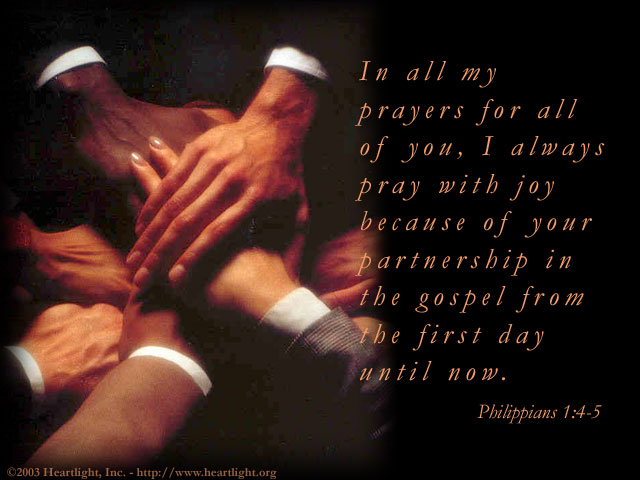 In all my
prayers for all
of you, I always
pray with joy
because of your
partnership in
the gospel from
the first day
until now.
Philippians 1:4-5
©2003 Heartlight, Inc. - http://www.heartlight.org